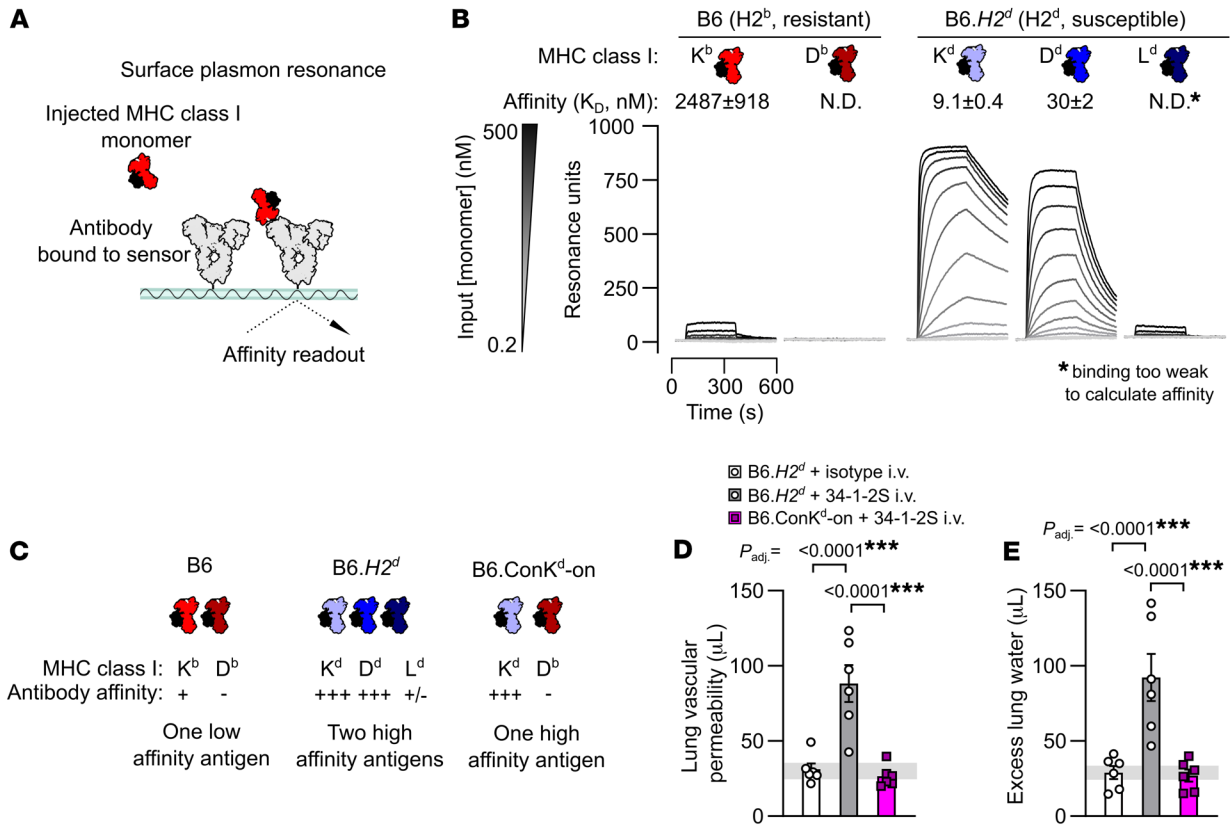 A
Surface plasmon resonance
Injected MHC class I
monomer
Antibody
bound to sensor
Affinity readout
B
B6 (H2ᵇ, resistant)
B6.H2ᵈ (H2ᵈ, susceptible)
MHC class I: Kᵇ Dᵇ Kᵈ Dᵈ Lᵈ
Affinity (K_D, nM): 2487±918 N.D. 9.1±0.4 30±2 N.D.*
Input [monomer] (nM)
500
0.2
Resonance units
1000
750
500
250
0
0 300 600
Time (s)
* binding too weak
to calculate affinity
C
B6 B6.H2ᵈ B6.ConKᵈ-on
MHC class I: Kᵇ Dᵇ Kᵈ Dᵈ Lᵈ Kᵈ Dᵇ
Antibody affinity: + - +++ +++ +/- +++ -
One low
affinity antigen
Two high
affinity antigens
One high
affinity antigen
B6.H2ᵈ + isotype i.v.
B6.H2ᵈ + 34-1-2S i.v.
B6.ConKᵈ-on + 34-1-2S i.v.
D
P_adj.= <0.0001***
<0.0001***
Lung vascular
permeability (µL)
150
100
50
0
E
P_adj.= <0.0001***
<0.0001***
Excess lung water (µL)
150
100
50
0